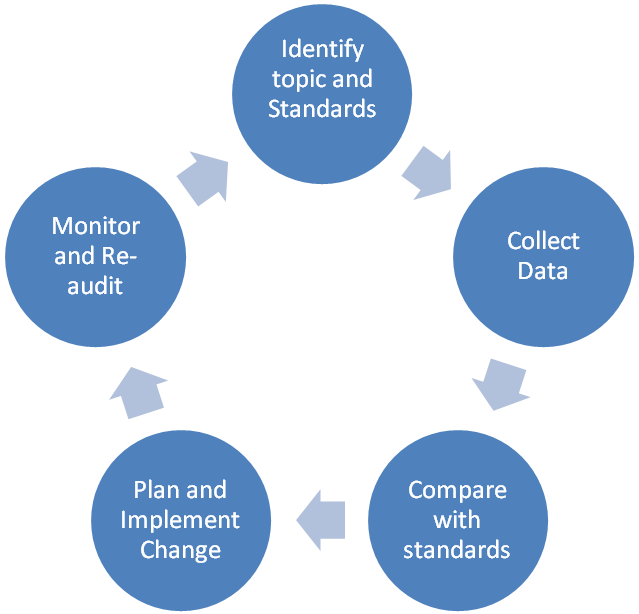 Identify
topic and
Standards
Collect
Data
Compare
with
standards
Plan and
Implement
Change
Monitor
and Re-
audit